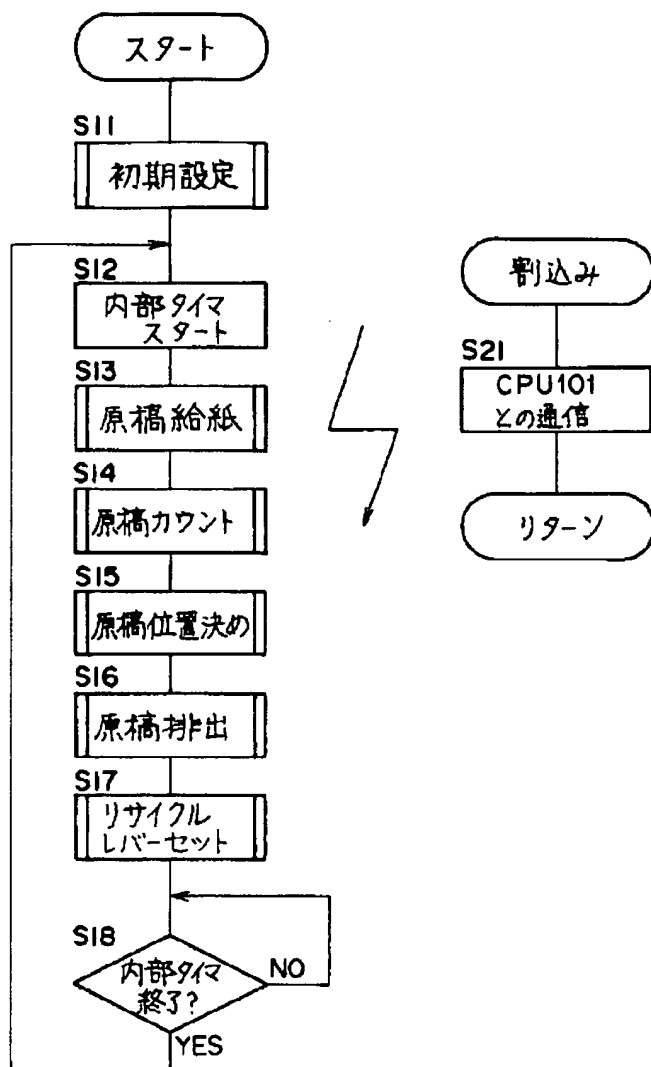 スタート
S11
初期設定
S12
内部タイマ
スタート
S13
原稿給紙
S14
原稿カウント
S15
原稿位置決め
S16
原稿排出
S17
リサイクル
レバーセット
S18
内部タイマ
終了?
NO
YES
割込み
S21
CPU101
との通信
リターン